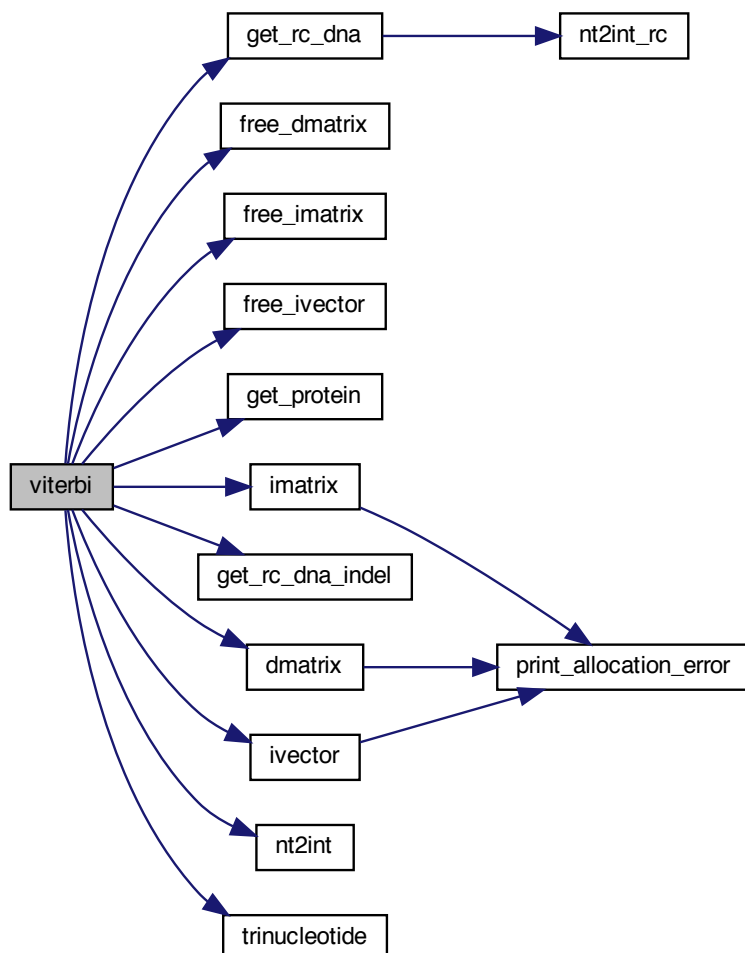 get_rc_dna
nt2int_rc
free_dmatrix
free_imatrix
free_ivector
get_protein
viterbi
imatrix
get_rc_dna_indel
dmatrix
print_allocation_error
ivector
nt2int
trinucleotide